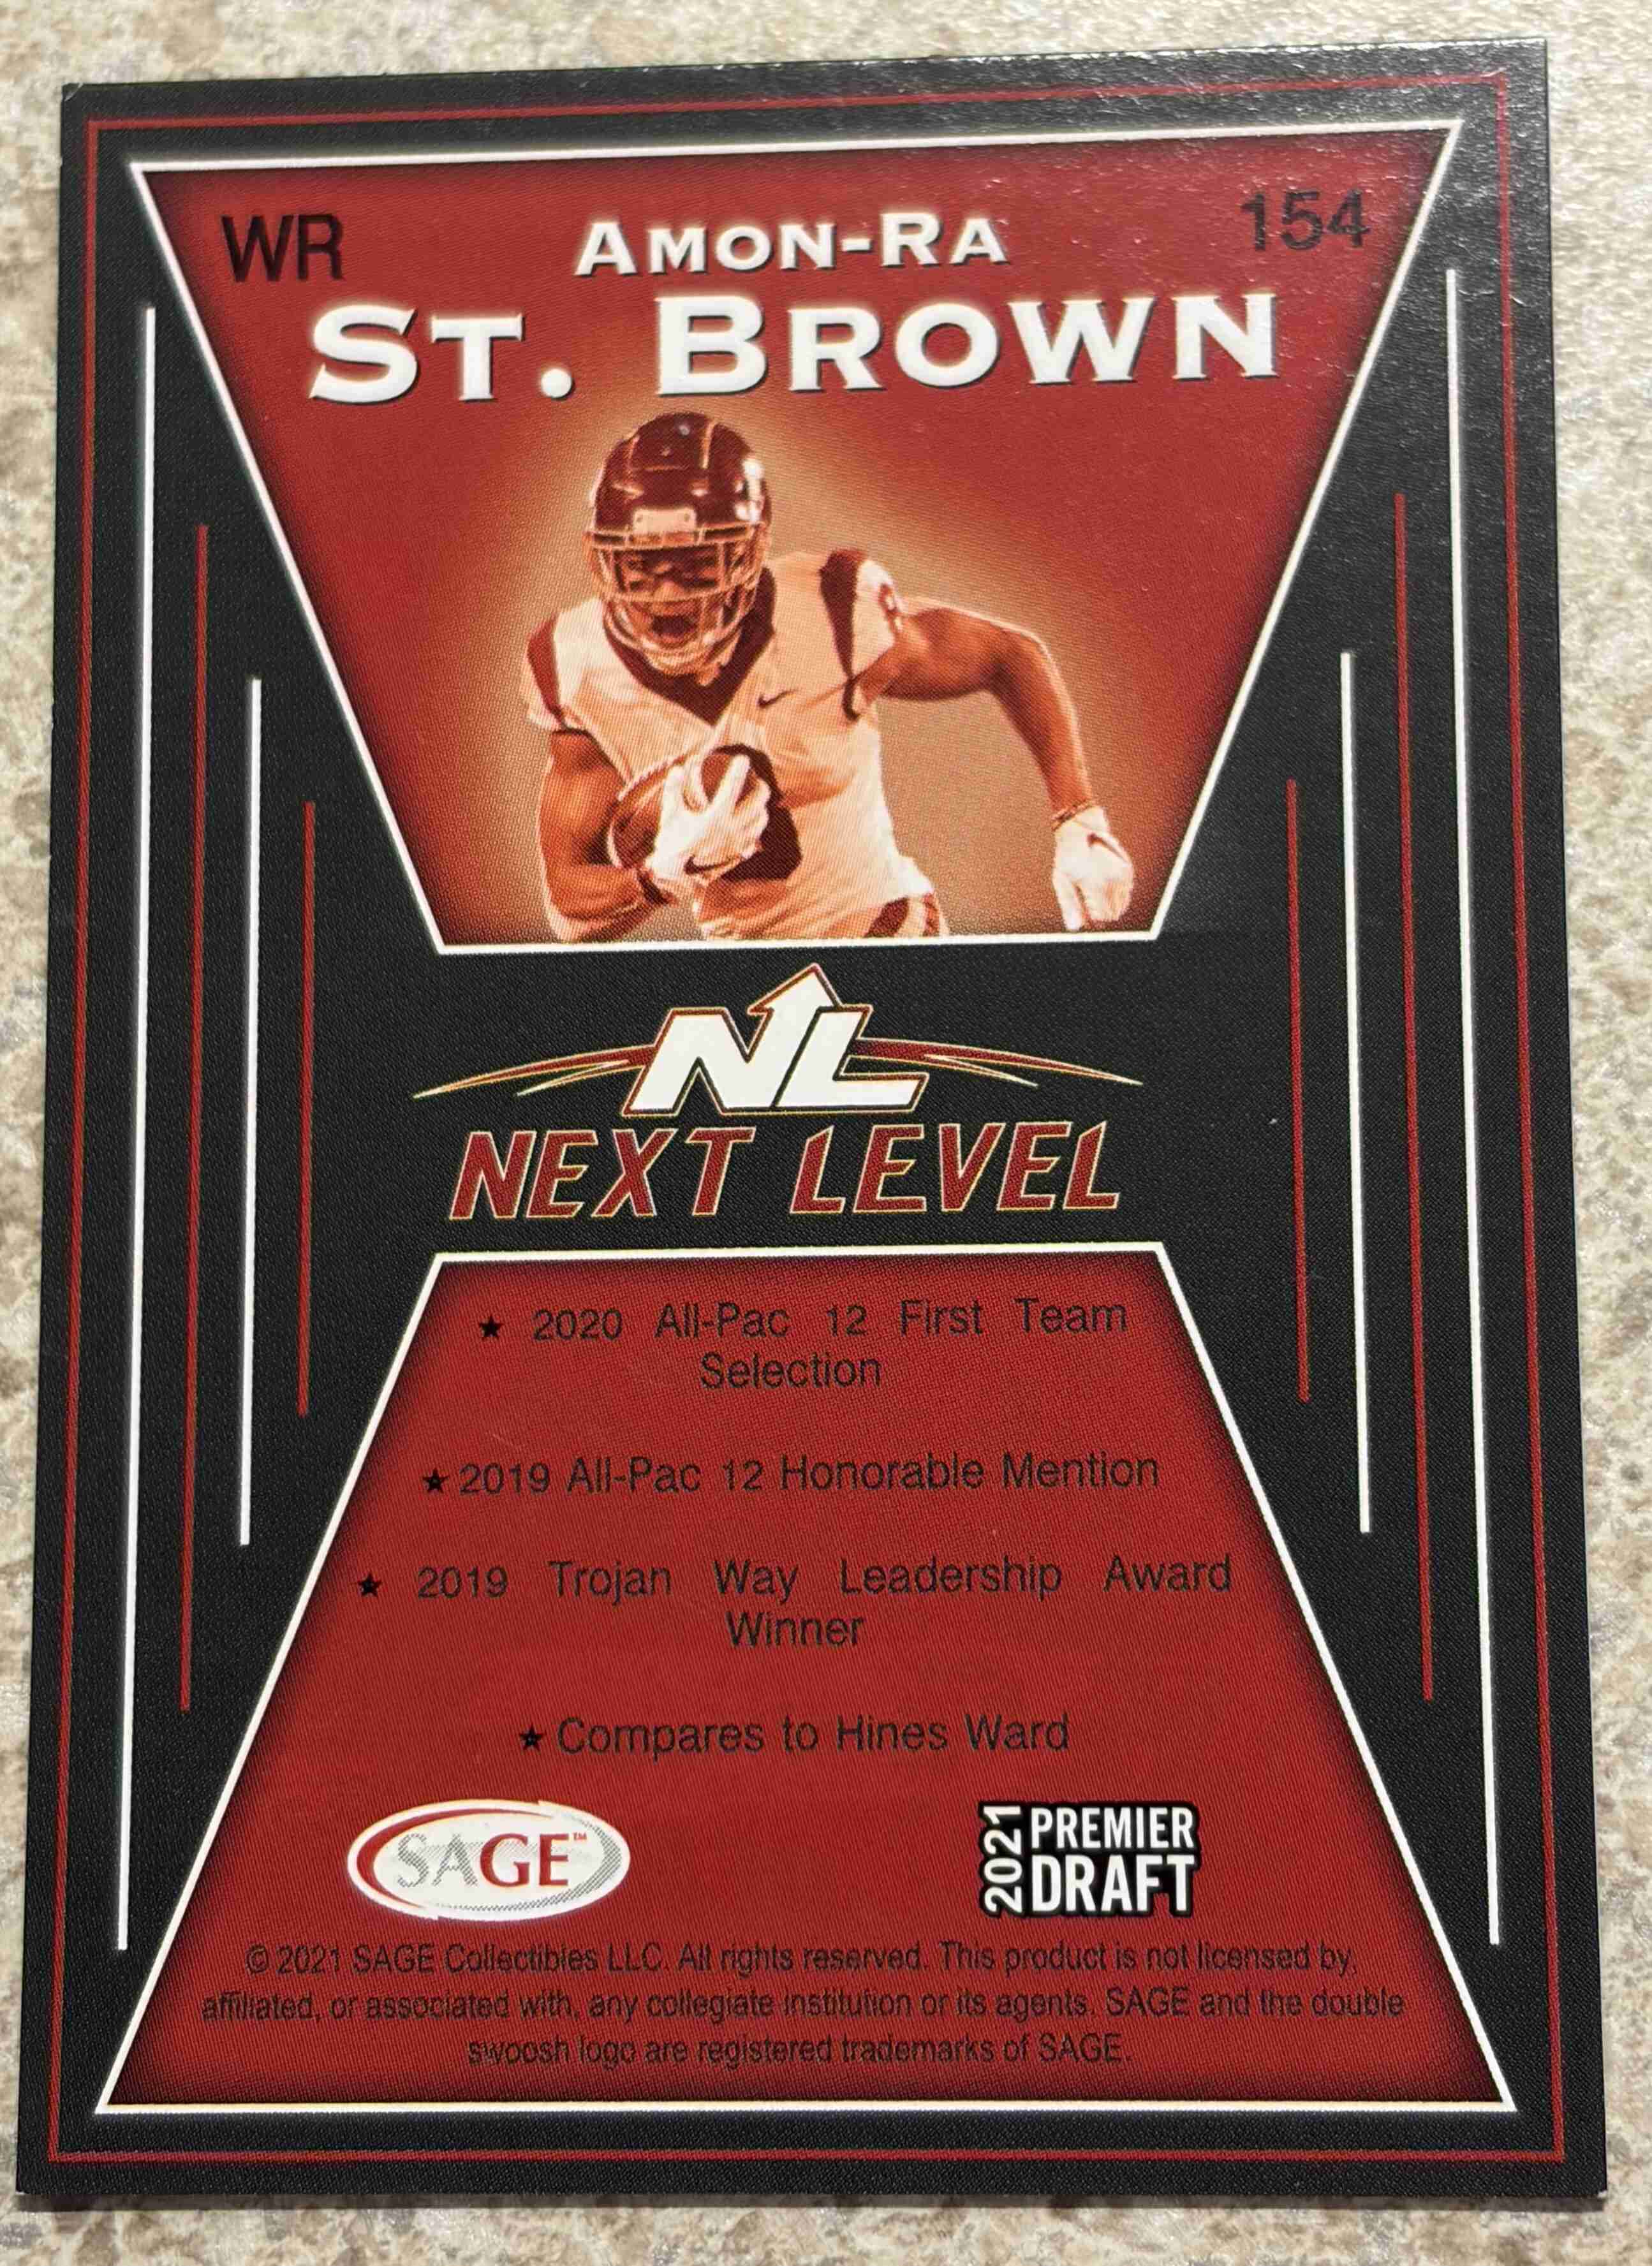 WR
154
AMON-RA
ST. BROWN
NL
NEXT LEVEL
★ 2020 All-Pac 12 First Team
Selection
★ 2019 All-Pac 12 Honorable Mention
★ 2019 Trojan Way Leadership Award
Winner
★ Compares to Hines Ward
SAGE™
2021 PREMIER
DRAFT
© 2021 SAGE Collectibles LLC. All rights reserved. This product is not licensed by,
affiliated, or associated with, any collegiate institution or its agents. SAGE and the double
swoosh logo are registered trademarks of SAGE.